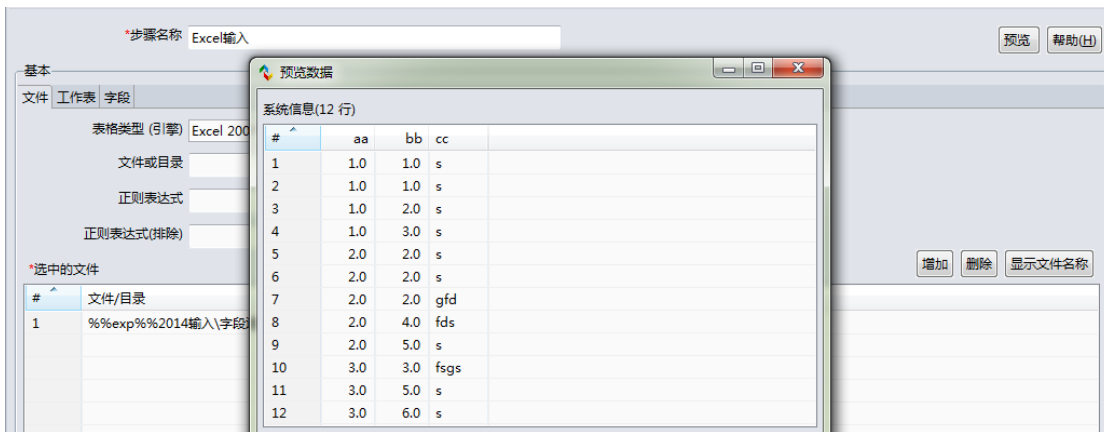 *步骤名称 Excel输入 预览 帮助(H)
基本
文件 工作表 字段
表格类型 (引擎) Excel 200
文件或目录
正则表达式
正则表达式(排除)
*选中的文件 增加 删除 显示文件名称
# 文件/目录
1 %%exp%%2014输入\字段
预览数据
系统信息(12 行)
# aa bb cc
1 1.0 1.0 s
2 1.0 1.0 s
3 1.0 2.0 s
4 1.0 3.0 s
5 2.0 2.0 s
6 2.0 2.0 s
7 2.0 2.0 gfd
8 2.0 4.0 fds
9 2.0 5.0 s
10 3.0 3.0 fsgs
11 3.0 5.0 s
12 3.0 6.0 s